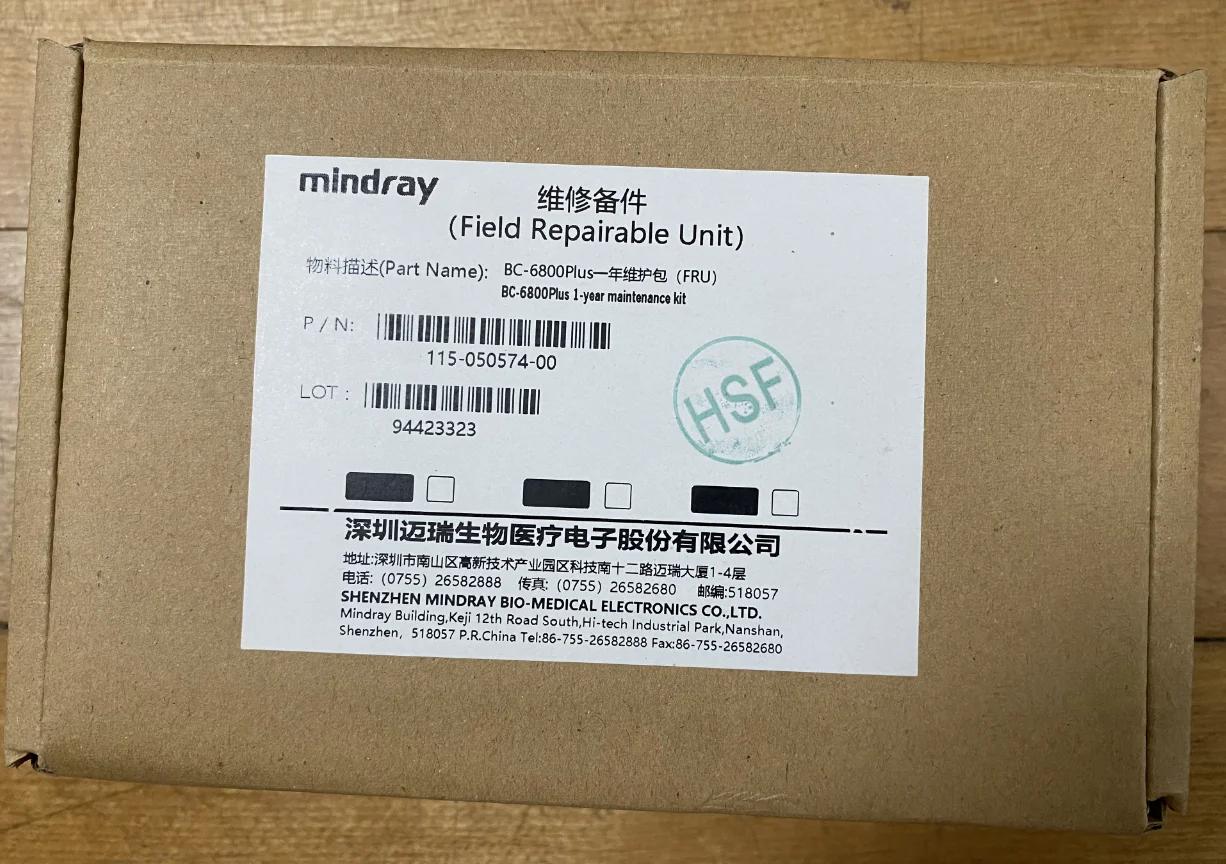 mindray
维修备件
(Field Repairable Unit)
物料描述(Part Name): BC-6800Plus一年维护包（FRU）
BC-6800Plus 1-year maintenance kit
P / N:
115-050574-00
LOT :
94423323
HSF
深圳迈瑞生物医疗电子股份有限公司
地址:深圳市南山区高新技术产业园区科技南十二路迈瑞大厦1-4层
电话:（0755）26582888 传真:（0755）26582680 邮编:518057
SHENZHEN MINDRAY BIO-MEDICAL ELECTRONICS CO.,LTD.
Mindray Building,Keji 12th Road South,Hi-tech Industrial Park,Nanshan,
Shenzhen, 518057 P.R.China Tel:86-755-26582888 Fax:86-755-26582680